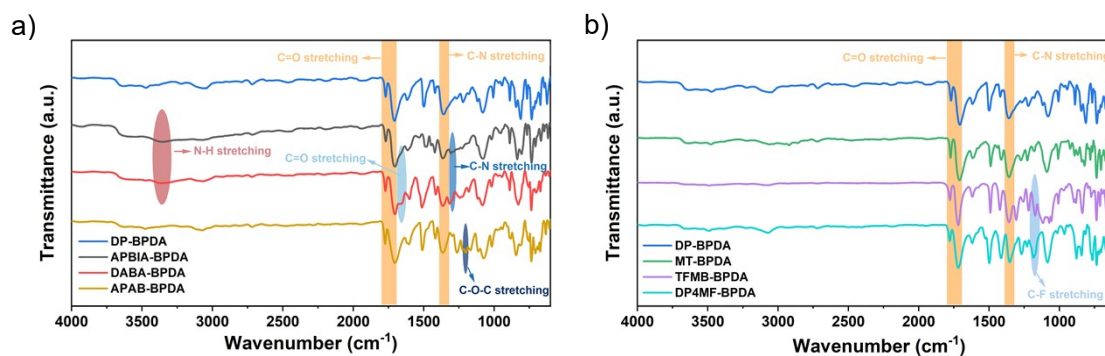 a)
C=O stretching
C-N stretching
N-H stretching
C=O stretching
C-N stretching
C-O-C stretching
DP-BPDA
APBIA-BPDA
DABA-BPDA
APAB-BPDA
Transmittance (a.u.)
4000 3500 3000 2500 2000 1500 1000
Wavenumber (cm⁻¹)
b)
C=O stretching
C-N stretching
C-F stretching
DP-BPDA
MT-BPDA
TFMB-BPDA
DP4MF-BPDA
Transmittance (a.u.)
4000 3500 3000 2500 2000 1500 1000
Wavenumber (cm⁻¹)